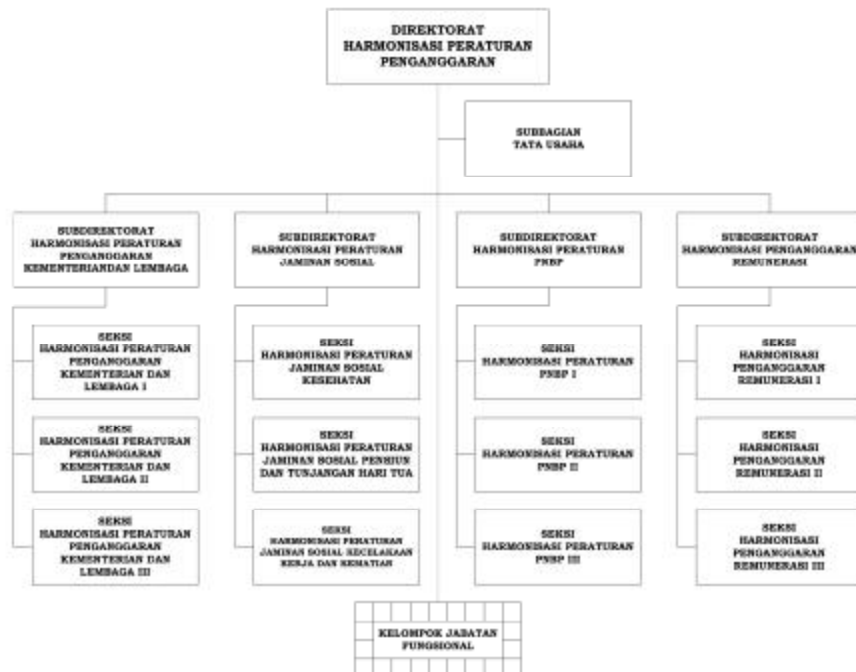 DIREKTORAT
HARMONISASI PERATURAN
PENGANGGARAN
SUBBAGIAN
TATA USAHA
SUBDIREKTORAT
HARMONISASI PERATURAN
PENGANGGARAN
KEMENTERIANDAN LEMBAGA
SUBDIREKTORAT
HARMONISASI PERATURAN
JAMINAN SOSIAL
SUBDIREKTORAT
HARMONISASI PERATURAN
PNBP
SUBDIREKTORAT
HARMONISASI PENGANGGARAN
REMUNERASI
SEKSI
HARMONISASI PERATURAN
PENGANGGARAN
KEMENTERIAN DAN
LEMBAGA I
SEKSI
HARMONISASI PERATURAN
JAMINAN SOSIAL
KESEHATAN
SEKSI
HARMONISASI PERATURAN
PNBP I
SEKSI
HARMONISASI
PENGANGGARAN
REMUNERASI I
SEKSI
HARMONISASI PERATURAN
PENGANGGARAN
KEMENTERIAN DAN
LEMBAGA II
SEKSI
HARMONISASI PERATURAN
JAMINAN SOSIAL PENSIUN
DAN TUNJANGAN HARI TUA
SEKSI
HARMONISASI PERATURAN
PNBP II
SEKSI
HARMONISASI
PENGANGGARAN
REMUNERASI II
SEKSI
HARMONISASI PERATURAN
PENGANGGARAN
KEMENTERIAN DAN
LEMBAGA III
SEKSI
HARMONISASI PERATURAN
JAMINAN SOSIAL KECELAKAAN
KERJA DAN KEMATIAN
SEKSI
HARMONISASI PERATURAN
PNBP III
SEKSI
HARMONISASI
PENGANGGARAN
REMUNERASI III
KELOMPOK JABATAN
FUNGSIONAL